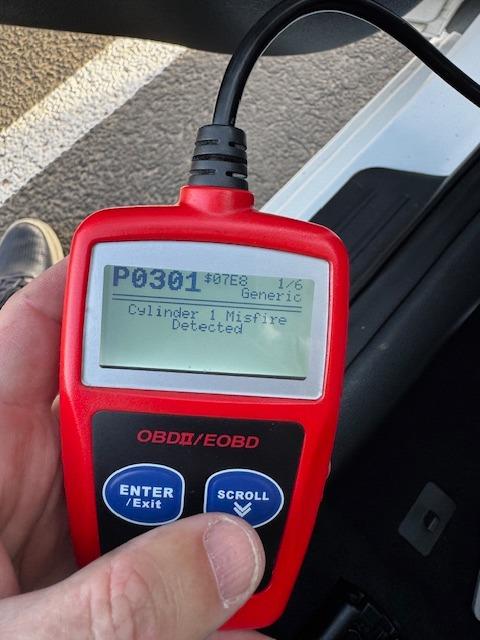 P0301 $07E8 1/6
Generic
Cylinder 1 Misfire
Detected
OBDII/EOBD
ENTER
/Exit
SCROLL